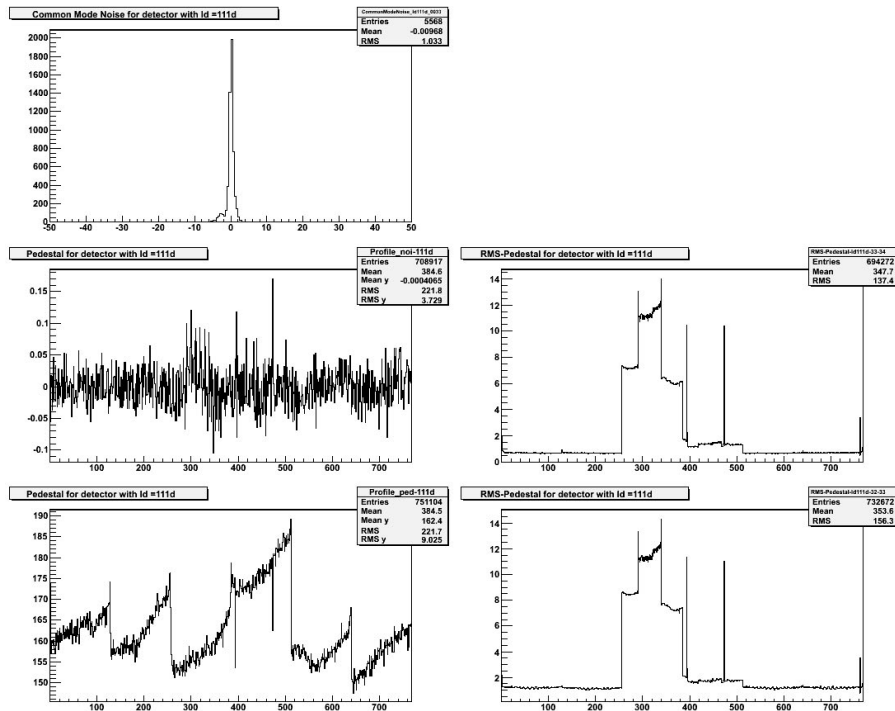 Common Mode Noise for detector with Id =111d
CommonModeNoise_Id111d_0933
Entries 5568
Mean -0.00968
RMS 1.033
2000
1800
1600
1400
1200
1000
800
600
400
200
0
-50 -40 -30 -20 -10 0 10 20 30 40 50
Pedestal for detector with Id =111d
Profile_noi-111d
Entries 708917
Mean 384.6
Mean y -0.0004065
RMS 221.8
RMS y 3.729
0.15
0.1
0.05
0
-0.05
-0.1
100 200 300 400 500 600 700
RMS-Pedestal for detector with Id =111d
RMS-Pedestal-Id111d-33-34
Entries 694272
Mean 347.7
RMS 137.4
14
12
10
8
6
4
2
0
100 200 300 400 500 600 700
Pedestal for detector with Id =111d
Profile_ped-111d
Entries 751104
Mean 384.5
Mean y 162.4
RMS 221.7
RMS y 9.025
190
185
180
175
170
165
160
155
150
100 200 300 400 500 600 700
RMS-Pedestal for detector with Id =111d
RMS-Pedestal-Id111d-32-33
Entries 732672
Mean 353.6
RMS 156.3
14
12
10
8
6
4
2
100 200 300 400 500 600 700